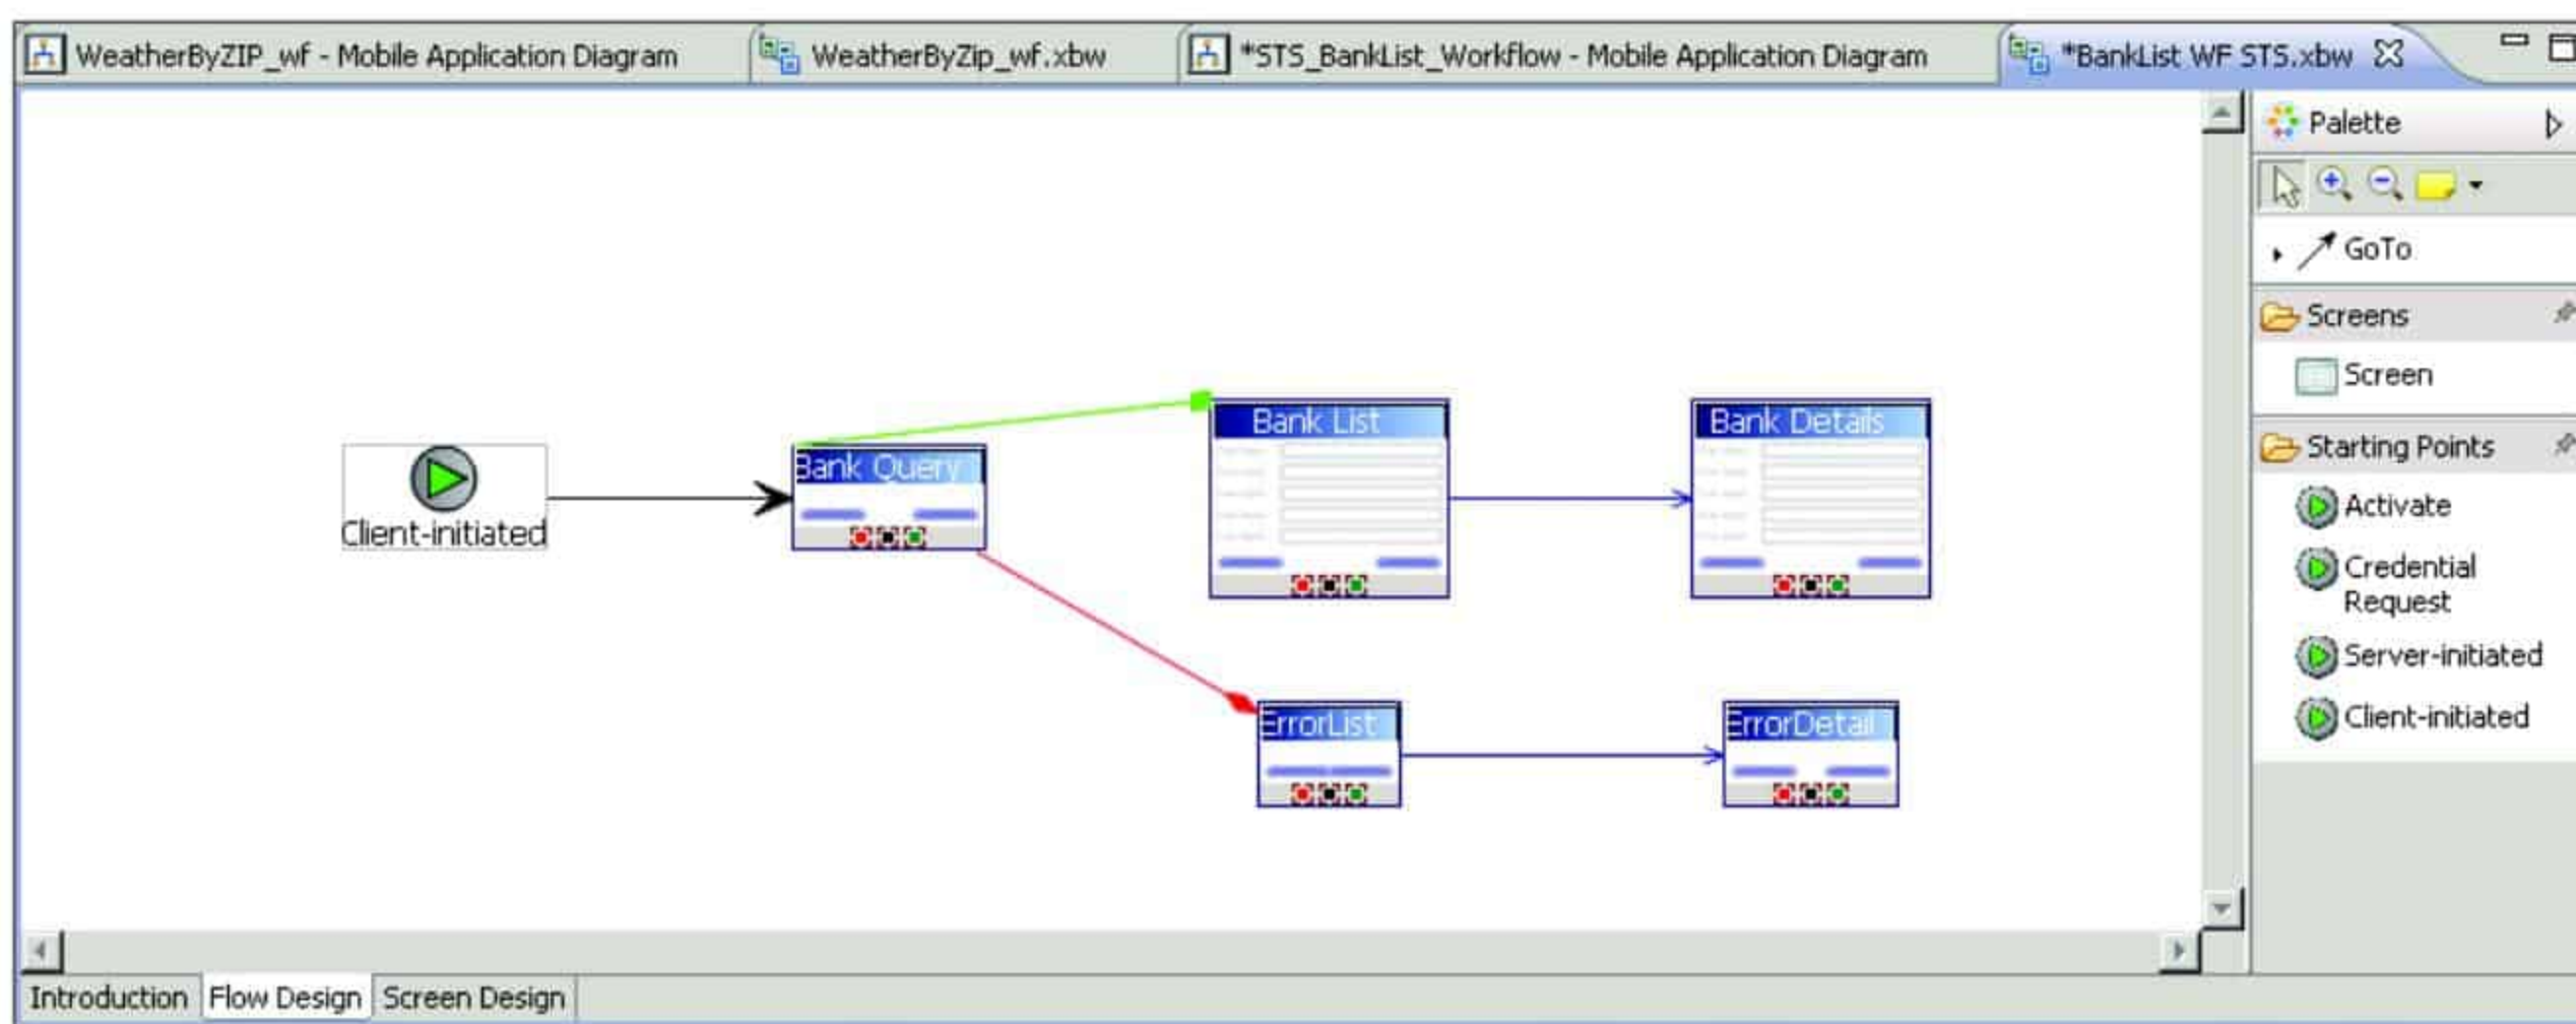 WeatherByZIP_wf - Mobile Application Diagram
WeatherByZip_wf.xbw
*STS_BankList_Workflow - Mobile Application Diagram
*BankList WF STS.xbw
Client-initiated
Bank Query
Bank List
Bank Details
ErrorList
ErrorDetail
Palette
GoTo
Screens
Screen
Starting Points
Activate
Credential
Request
Server-initiated
Client-initiated
Introduction
Flow Design
Screen Design